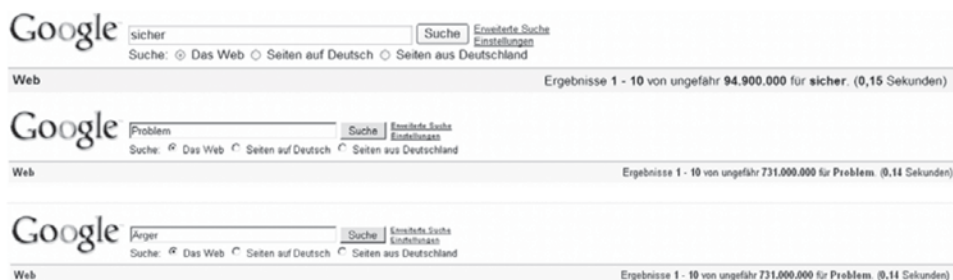 Google sicher Suche Erweiterte Suche
Einstellungen
Suche: Das Web Seiten auf Deutsch Seiten aus Deutschland
Web Ergebnisse 1 - 10 von ungefähr 94.900.000 für sicher. (0,15 Sekunden)
Google Problem Suche Erweiterte Suche
Einstellungen
Suche: Das Web Seiten auf Deutsch Seiten aus Deutschland
Web Ergebnisse 1 - 10 von ungefähr 731.000.000 für Problem. (0,14 Sekunden)
Google Ärger Suche Erweiterte Suche
Einstellungen
Suche: Das Web Seiten auf Deutsch Seiten aus Deutschland
Web Ergebnisse 1 - 10 von ungefähr 731.000.000 für Problem. (0,14 Sekunden)